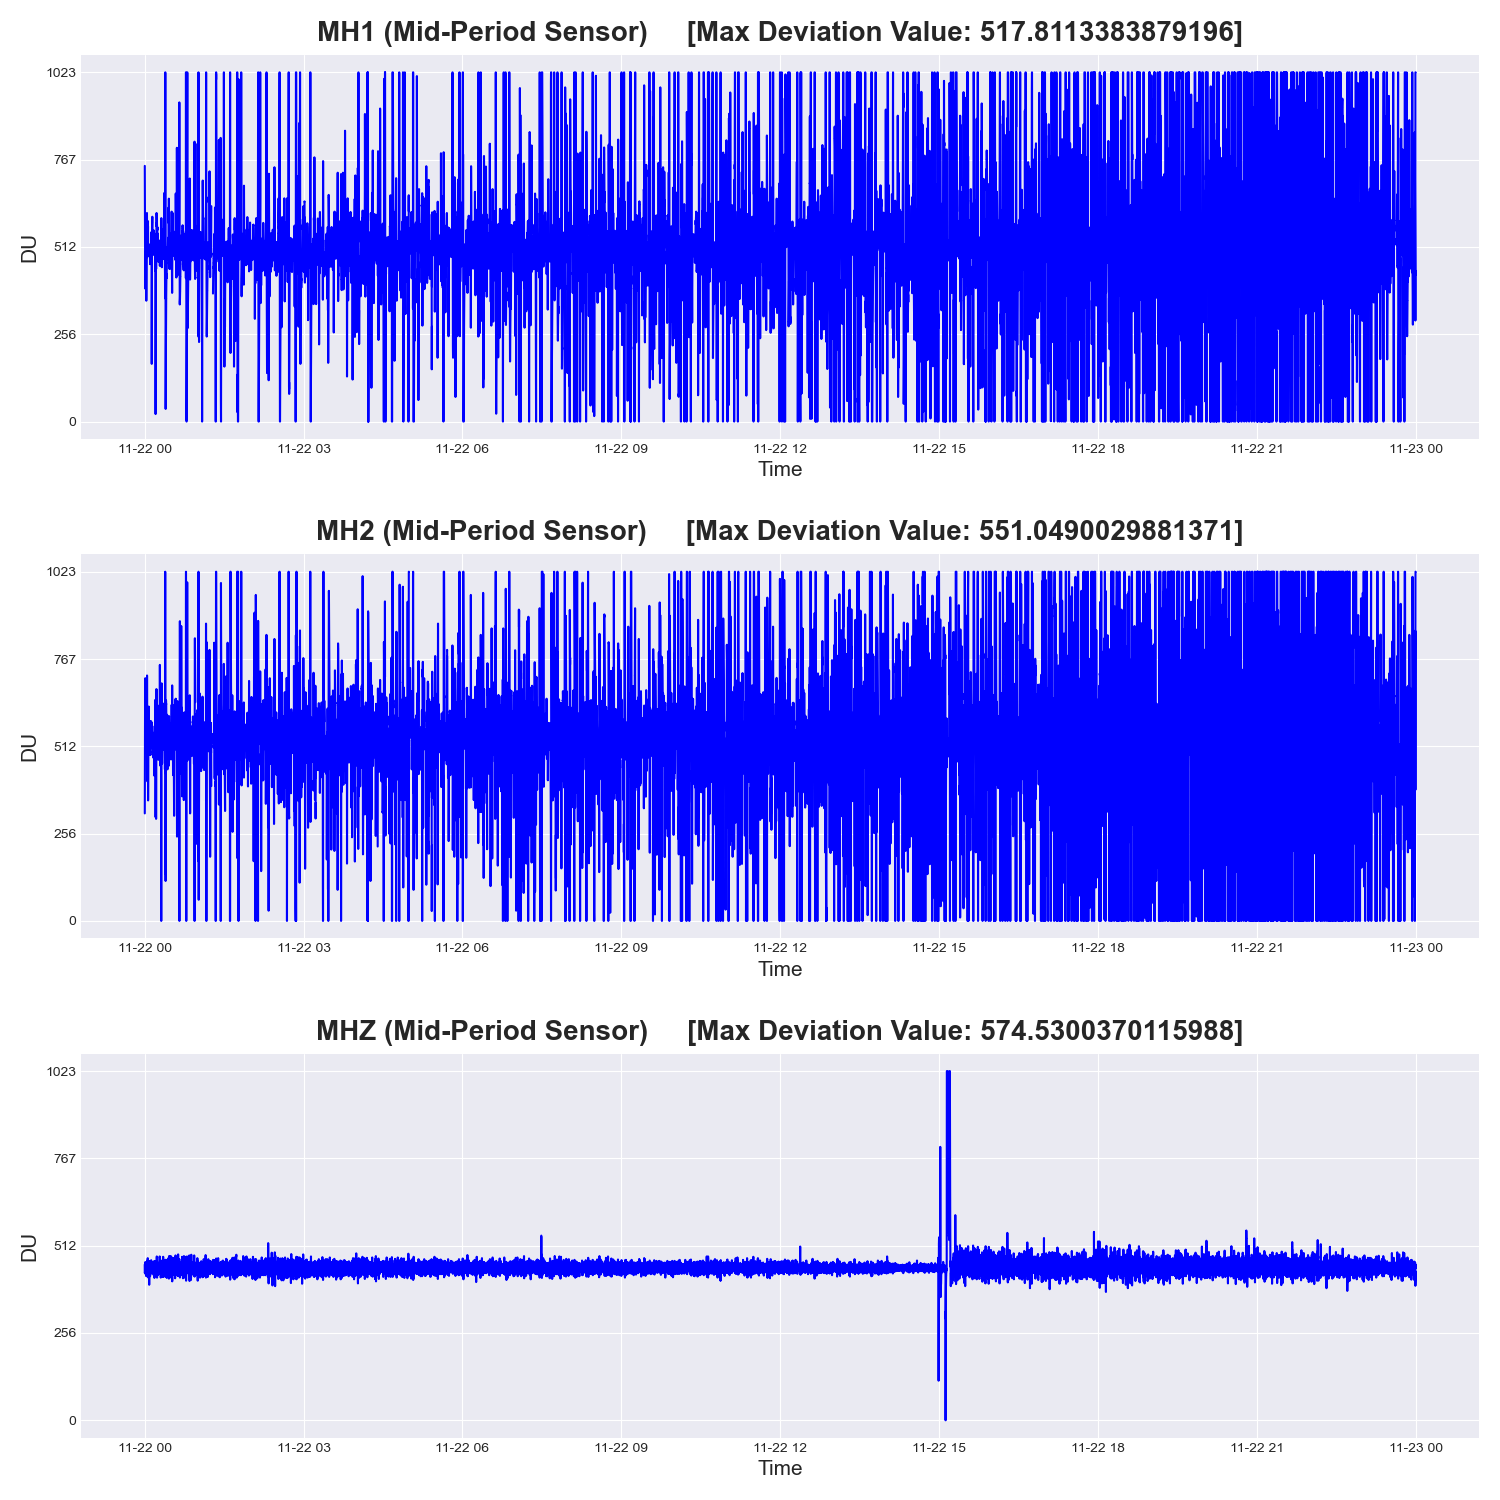 MH1 (Mid-Period Sensor) [Max Deviation Value: 517.8113383879196]
1023
767
512
256
0
DU
11-22 00 11-22 03 11-22 06 11-22 09 11-22 12 11-22 15 11-22 18 11-22 21 11-23 00
Time
MH2 (Mid-Period Sensor) [Max Deviation Value: 551.0490029881371]
1023
767
512
256
0
DU
11-22 00 11-22 03 11-22 06 11-22 09 11-22 12 11-22 15 11-22 18 11-22 21 11-23 00
Time
MHZ (Mid-Period Sensor) [Max Deviation Value: 574.5300370115988]
1023
767
512
256
0
DU
11-22 00 11-22 03 11-22 06 11-22 09 11-22 12 11-22 15 11-22 18 11-22 21 11-23 00
Time